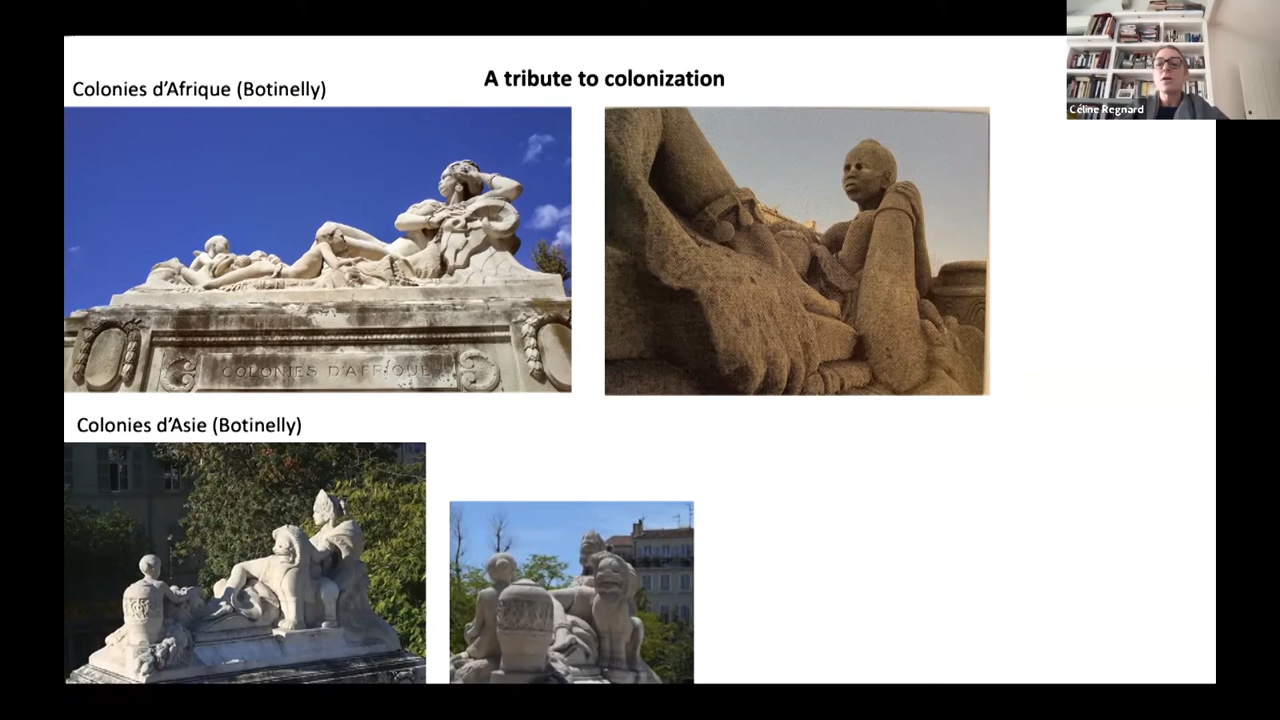 A tribute to colonization
Colonies d'Afrique (Botinelly)
Céline Regnard
COLONIES D'AFRIQUE
Colonies d'Asie (Botinelly)